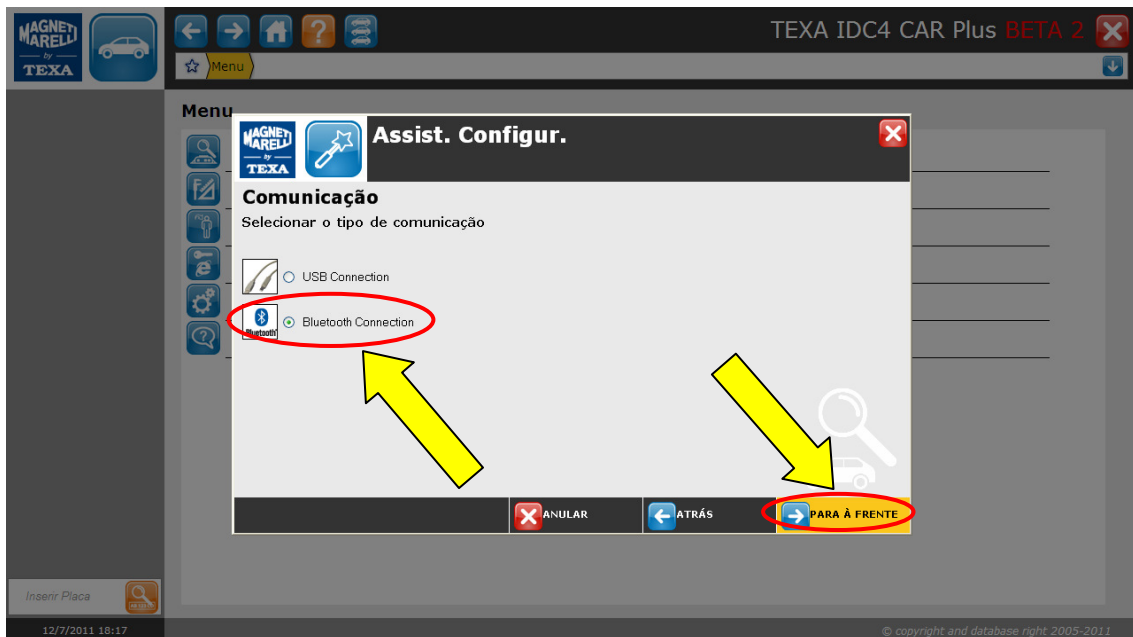 MAGNETI
MARELLI
by
TEXA
TEXA IDC4 CAR Plus BETA 2
Menu
Menu
MAGNETI
MARELLI
by
TEXA
Assist. Configur.
Comunicação
Selecionar o tipo de comunicação
USB Connection
Bluetooth
Bluetooth Connection
ANULAR
ATRÁS
PARA À FRENTE
Inserir Placa
12/7/2011 18:17
© copyright and database right 2005-2011